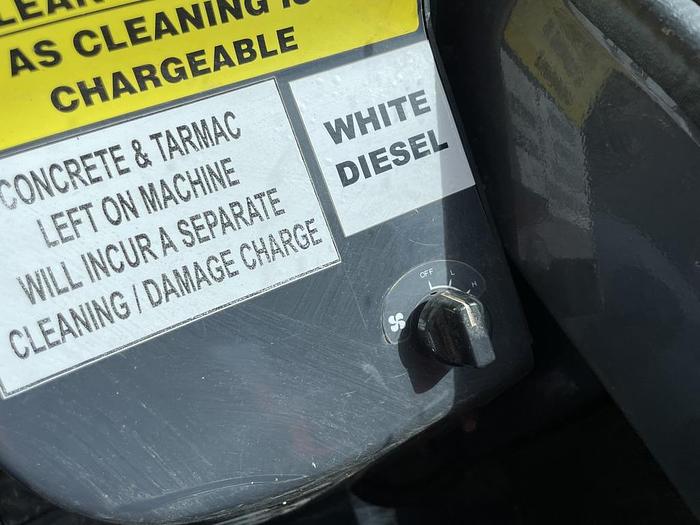 AS CLEANING IS
CHARGEABLE
CONCRETE & TARMAC
LEFT ON MACHINE
WILL INCUR A SEPARATE
CLEANING / DAMAGE CHARGE
WHITE
DIESEL
OFF L H